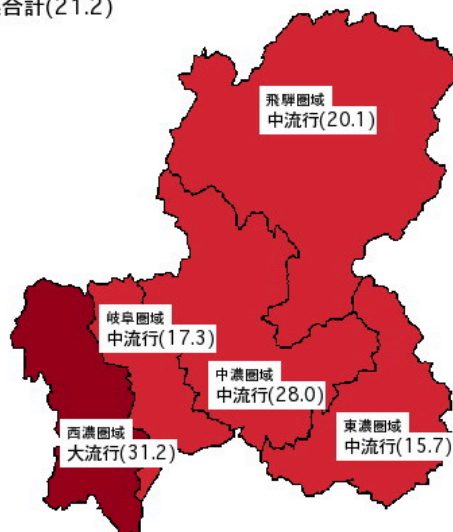 合計(21.2)
飛騨圏域
中流行(20.1)
岐阜圏域
中流行(17.3)
中濃圏域
中流行(28.0)
西濃圏域
大流行(31.2)
東濃圏域
中流行(15.7)